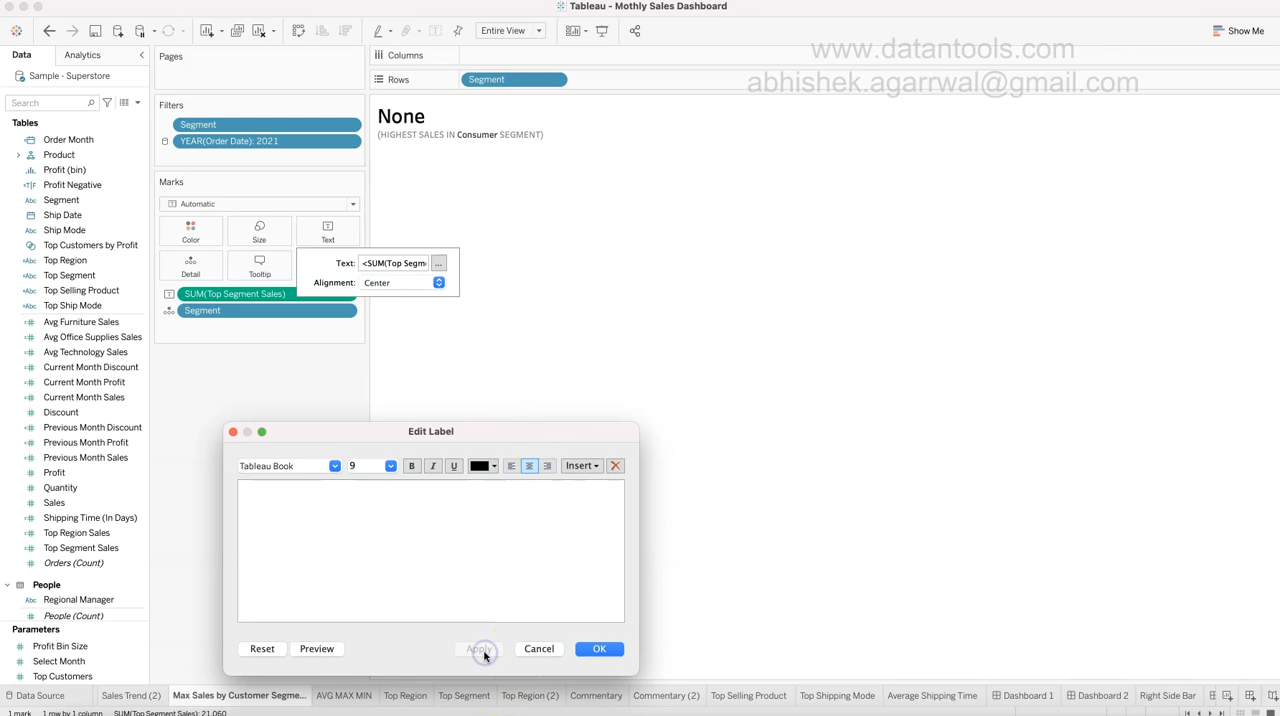 Tableau - Mothly Sales Dashboard
Entire View
Show Me
www.datantools.com
abhishek.agarrwal@gmail.com
Data
Analytics
Sample - Superstore
Search
Tables
Order Month
Product
Profit (bin)
Profit Negative
Segment
Ship Date
Ship Mode
Top Customers by Profit
Top Region
Top Segment
Top Selling Product
Top Ship Mode
Avg Furniture Sales
Avg Office Supplies Sales
Avg Technology Sales
Current Month Discount
Current Month Profit
Current Month Sales
Discount
Previous Month Discount
Previous Month Profit
Previous Month Sales
Profit
Quantity
Sales
Shipping Time (In Days)
Top Region Sales
Top Segment Sales
Orders (Count)
People
Regional Manager
People (Count)
Parameters
Profit Bin Size
Select Month
Top Customers
Pages
Filters
Segment
YEAR(Order Date): 2021
Marks
Automatic
Color
Size
Text
Detail
Tooltip
SUM(Top Segment Sales)
Segment
Text: <SUM(Top Segm ...
Alignment: Center
Columns
Rows
Segment
None
(HIGHEST SALES IN Consumer SEGMENT)
Edit Label
Tableau Book 9 B I U Insert
Reset Preview Apply Cancel OK
Data Source Sales Trend (2) Max Sales by Customer Segme... AVG MAX MIN Top Region Top Segment Top Region (2) Commentary Commentary (2) Top Selling Product Top Shipping Mode Average Shipping Time Dashboard 1 Dashboard 2 Right Side Bar
1 mark 1 row by 1 column SUM(Top Segment Sales): 21,060